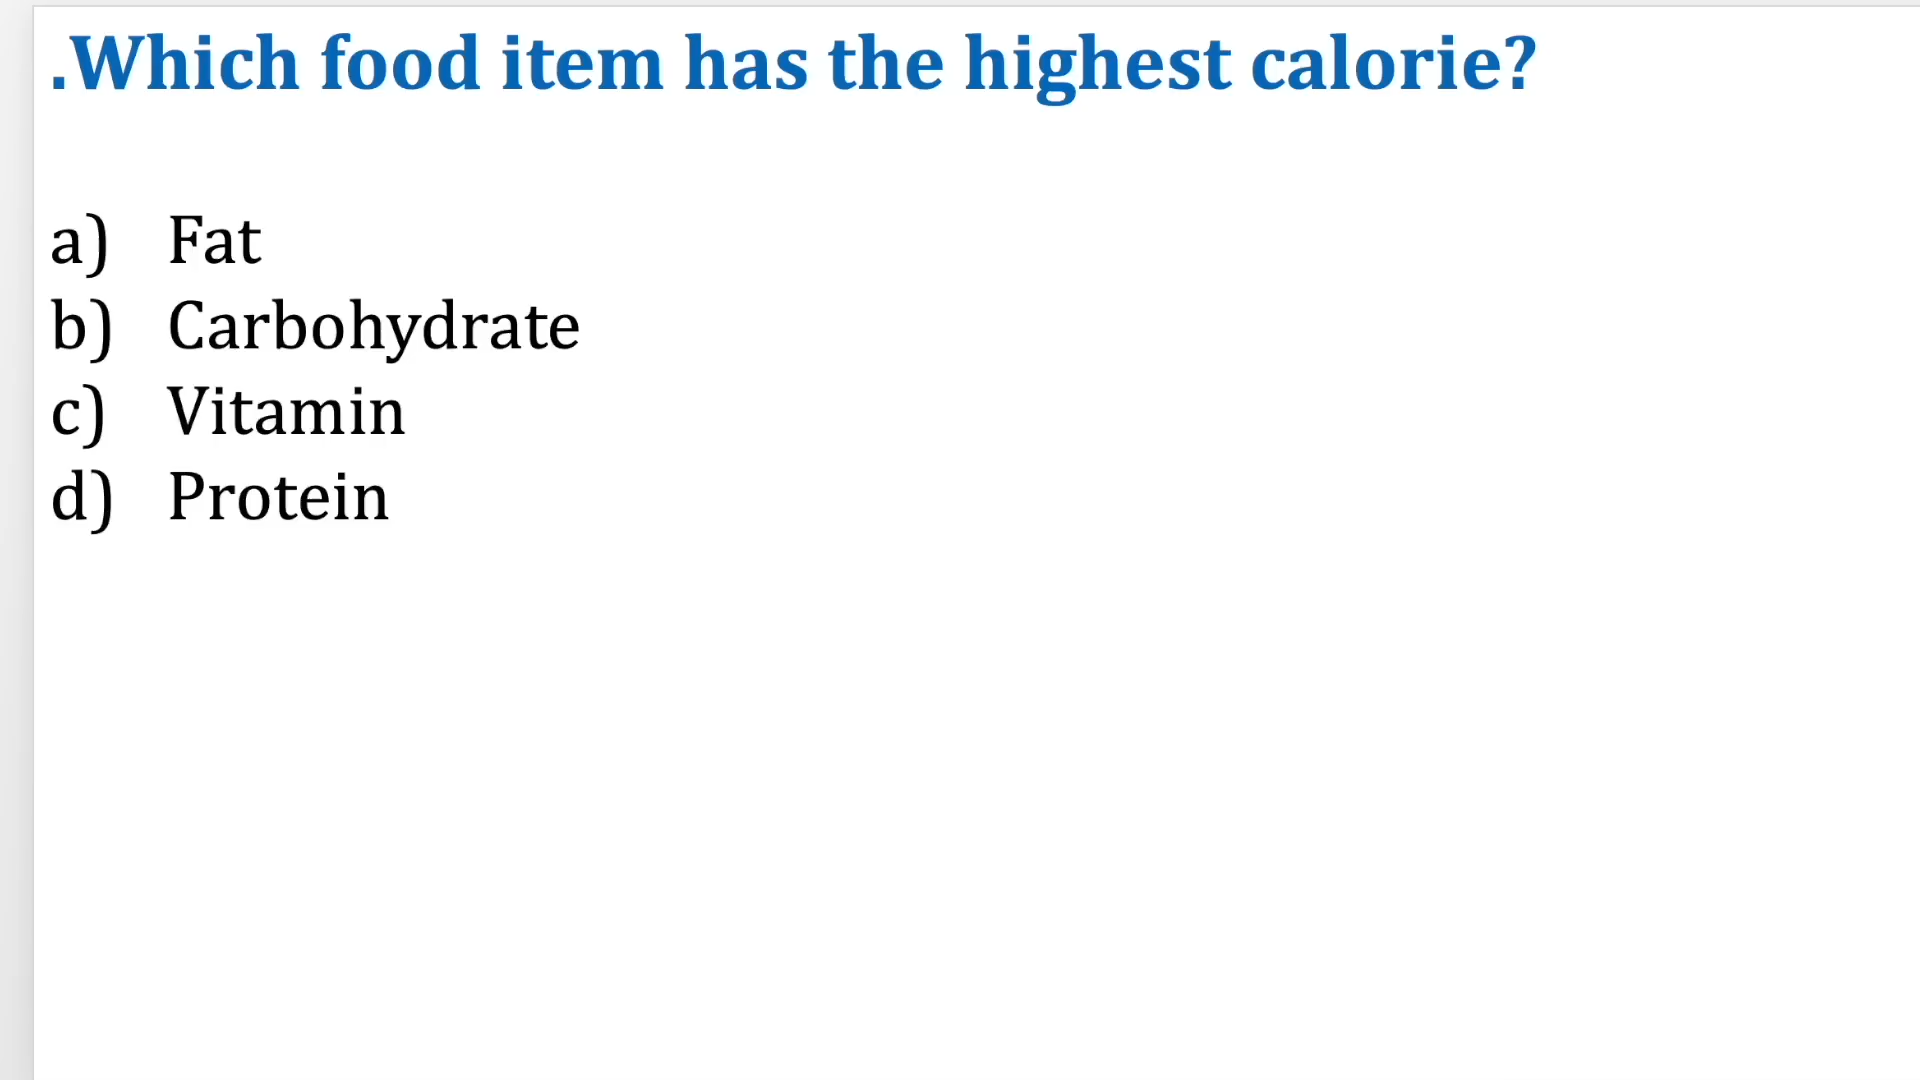 .Which food item has the highest calorie?
a) Fat
b) Carbohydrate
c) Vitamin
d) Protein